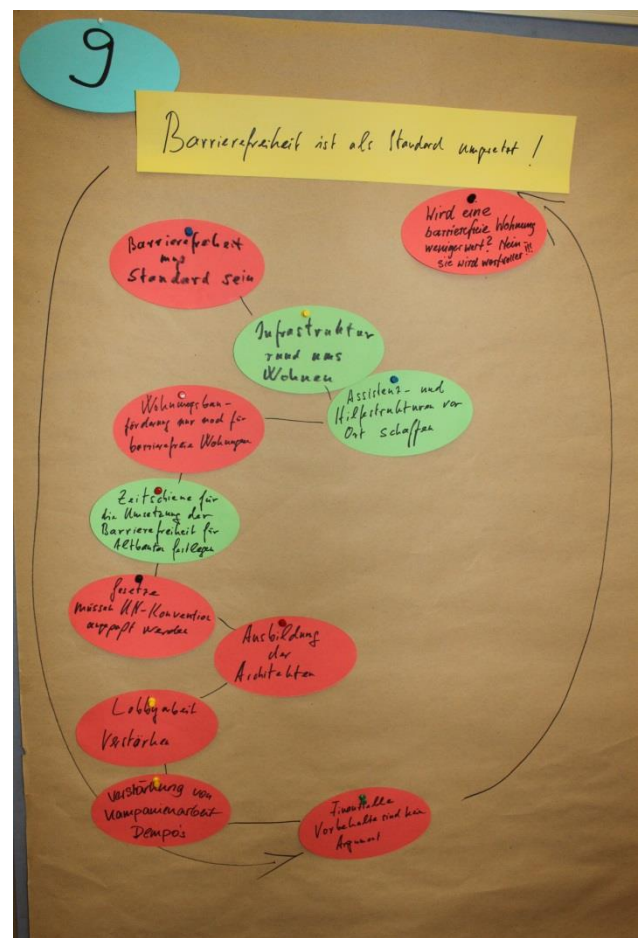 9
Barrierefreiheit ist als Standard umgesetzt!
Wird eine
barrierefreie Wohnung
weniger wert? Nein!!!
sie wird wertvoller!!
Barrierefreheit
muß
Standard sein
Infrastruktur
rund ums
Wohnen
Assistenz- und
Hilfestrukturen vor
Ort schaffen
Wohnungsbau-
förderung nur noch für
barrierefreie Wohnungen
Zeitschiene für
die Umsetzung der
Barrierefreiheit für
Altbauten festlegen
Gesetze
müssen UN-Konvention
angepaßt werden
Ausbildung
der
Architekten
Lobbyarbeit
Verstärken
Verstärkung von
Kampanienarbeit
Demo's
Finanzielle
Vorbehalte sind kein
Argument